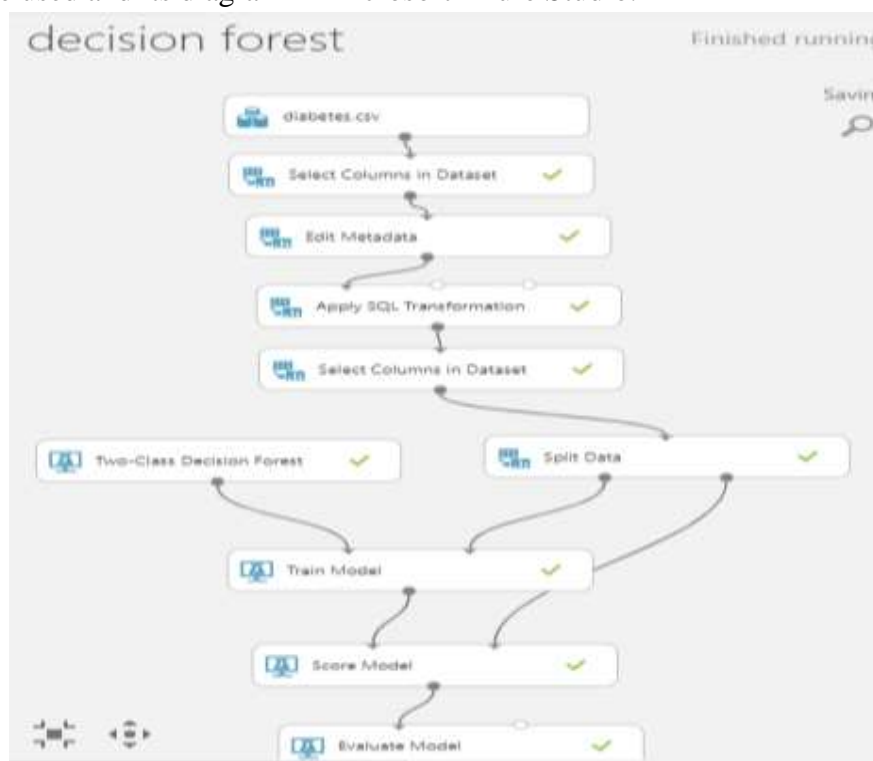 decision forest
Finished running
Saving
diabetes.csv
Select Columns in Dataset
Edit Metadata
Apply SQL Transformation
Select Columns in Dataset
Two-Class Decision Forest
Split Data
Train Model
Score Model
Evaluate Model